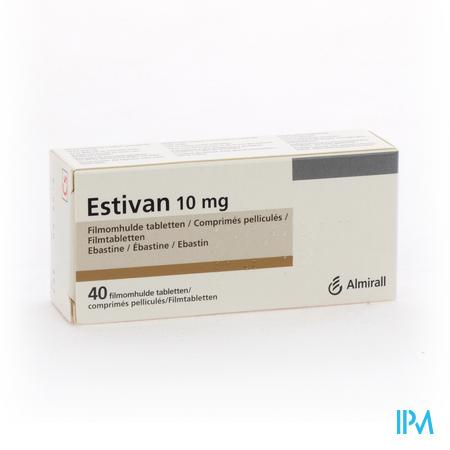 Estivan 10 mg
Filmomhulde tabletten / Comprimés pelliculés /
Filmtabletten
Ebastine / Ébastine / Ebastin
40 filmomhulde tabletten/
comprimés pelliculés/Filmtabletten
Almirall
IPM